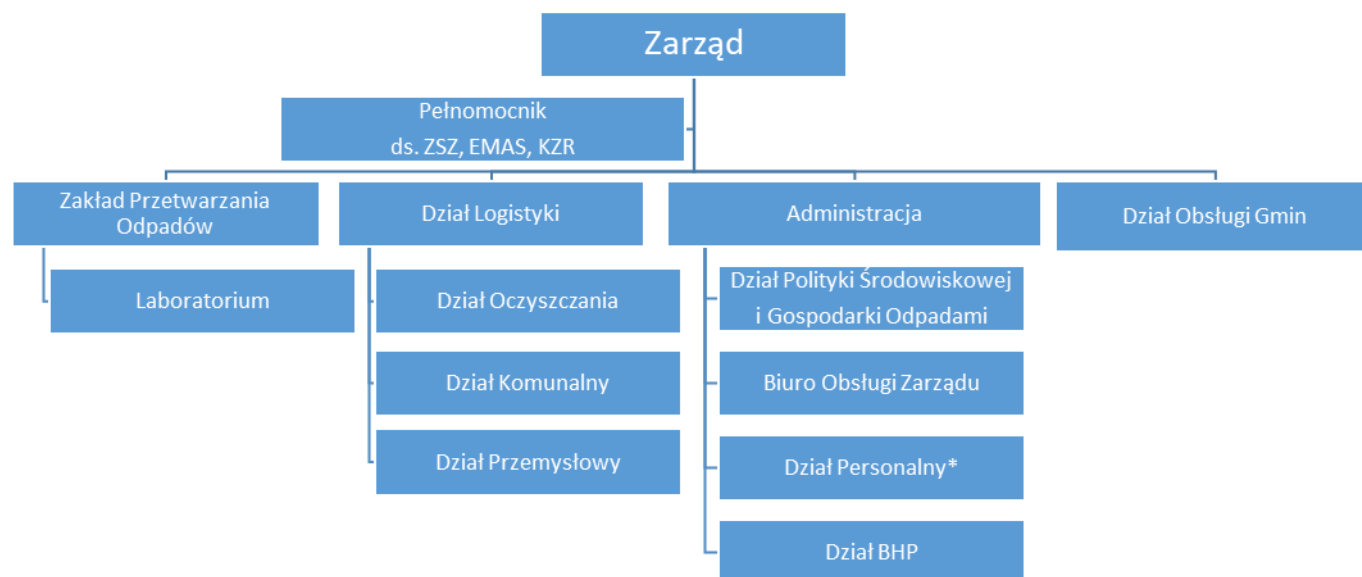 Zarząd
Pełnomocnik
ds. ZSZ, EMAS, KZR
Zakład Przetwarzania
Odpadów
Dział Logistyki
Administracja
Dział Obsługi Gmin
Laboratorium
Dział Oczyszczania
Dział Polityki Środowiskowej
i Gospodarki Odpadami
Dział Komunalny
Biuro Obsługi Zarządu
Dział Przemysłowy
Dział Personalny*
Dział BHP